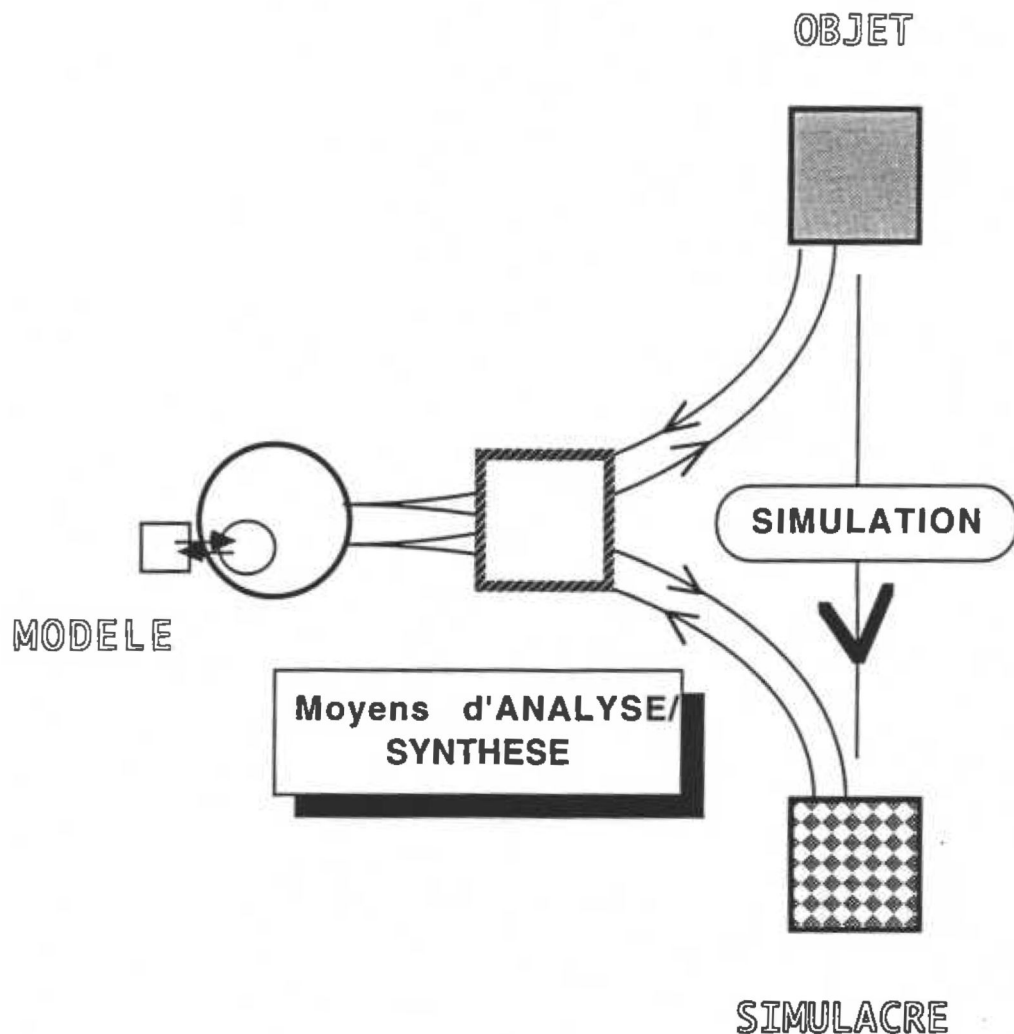 OBJET
SIMULATION
MODELE
Moyens d'ANALYSE/
SYNTHESE
SIMULACRE